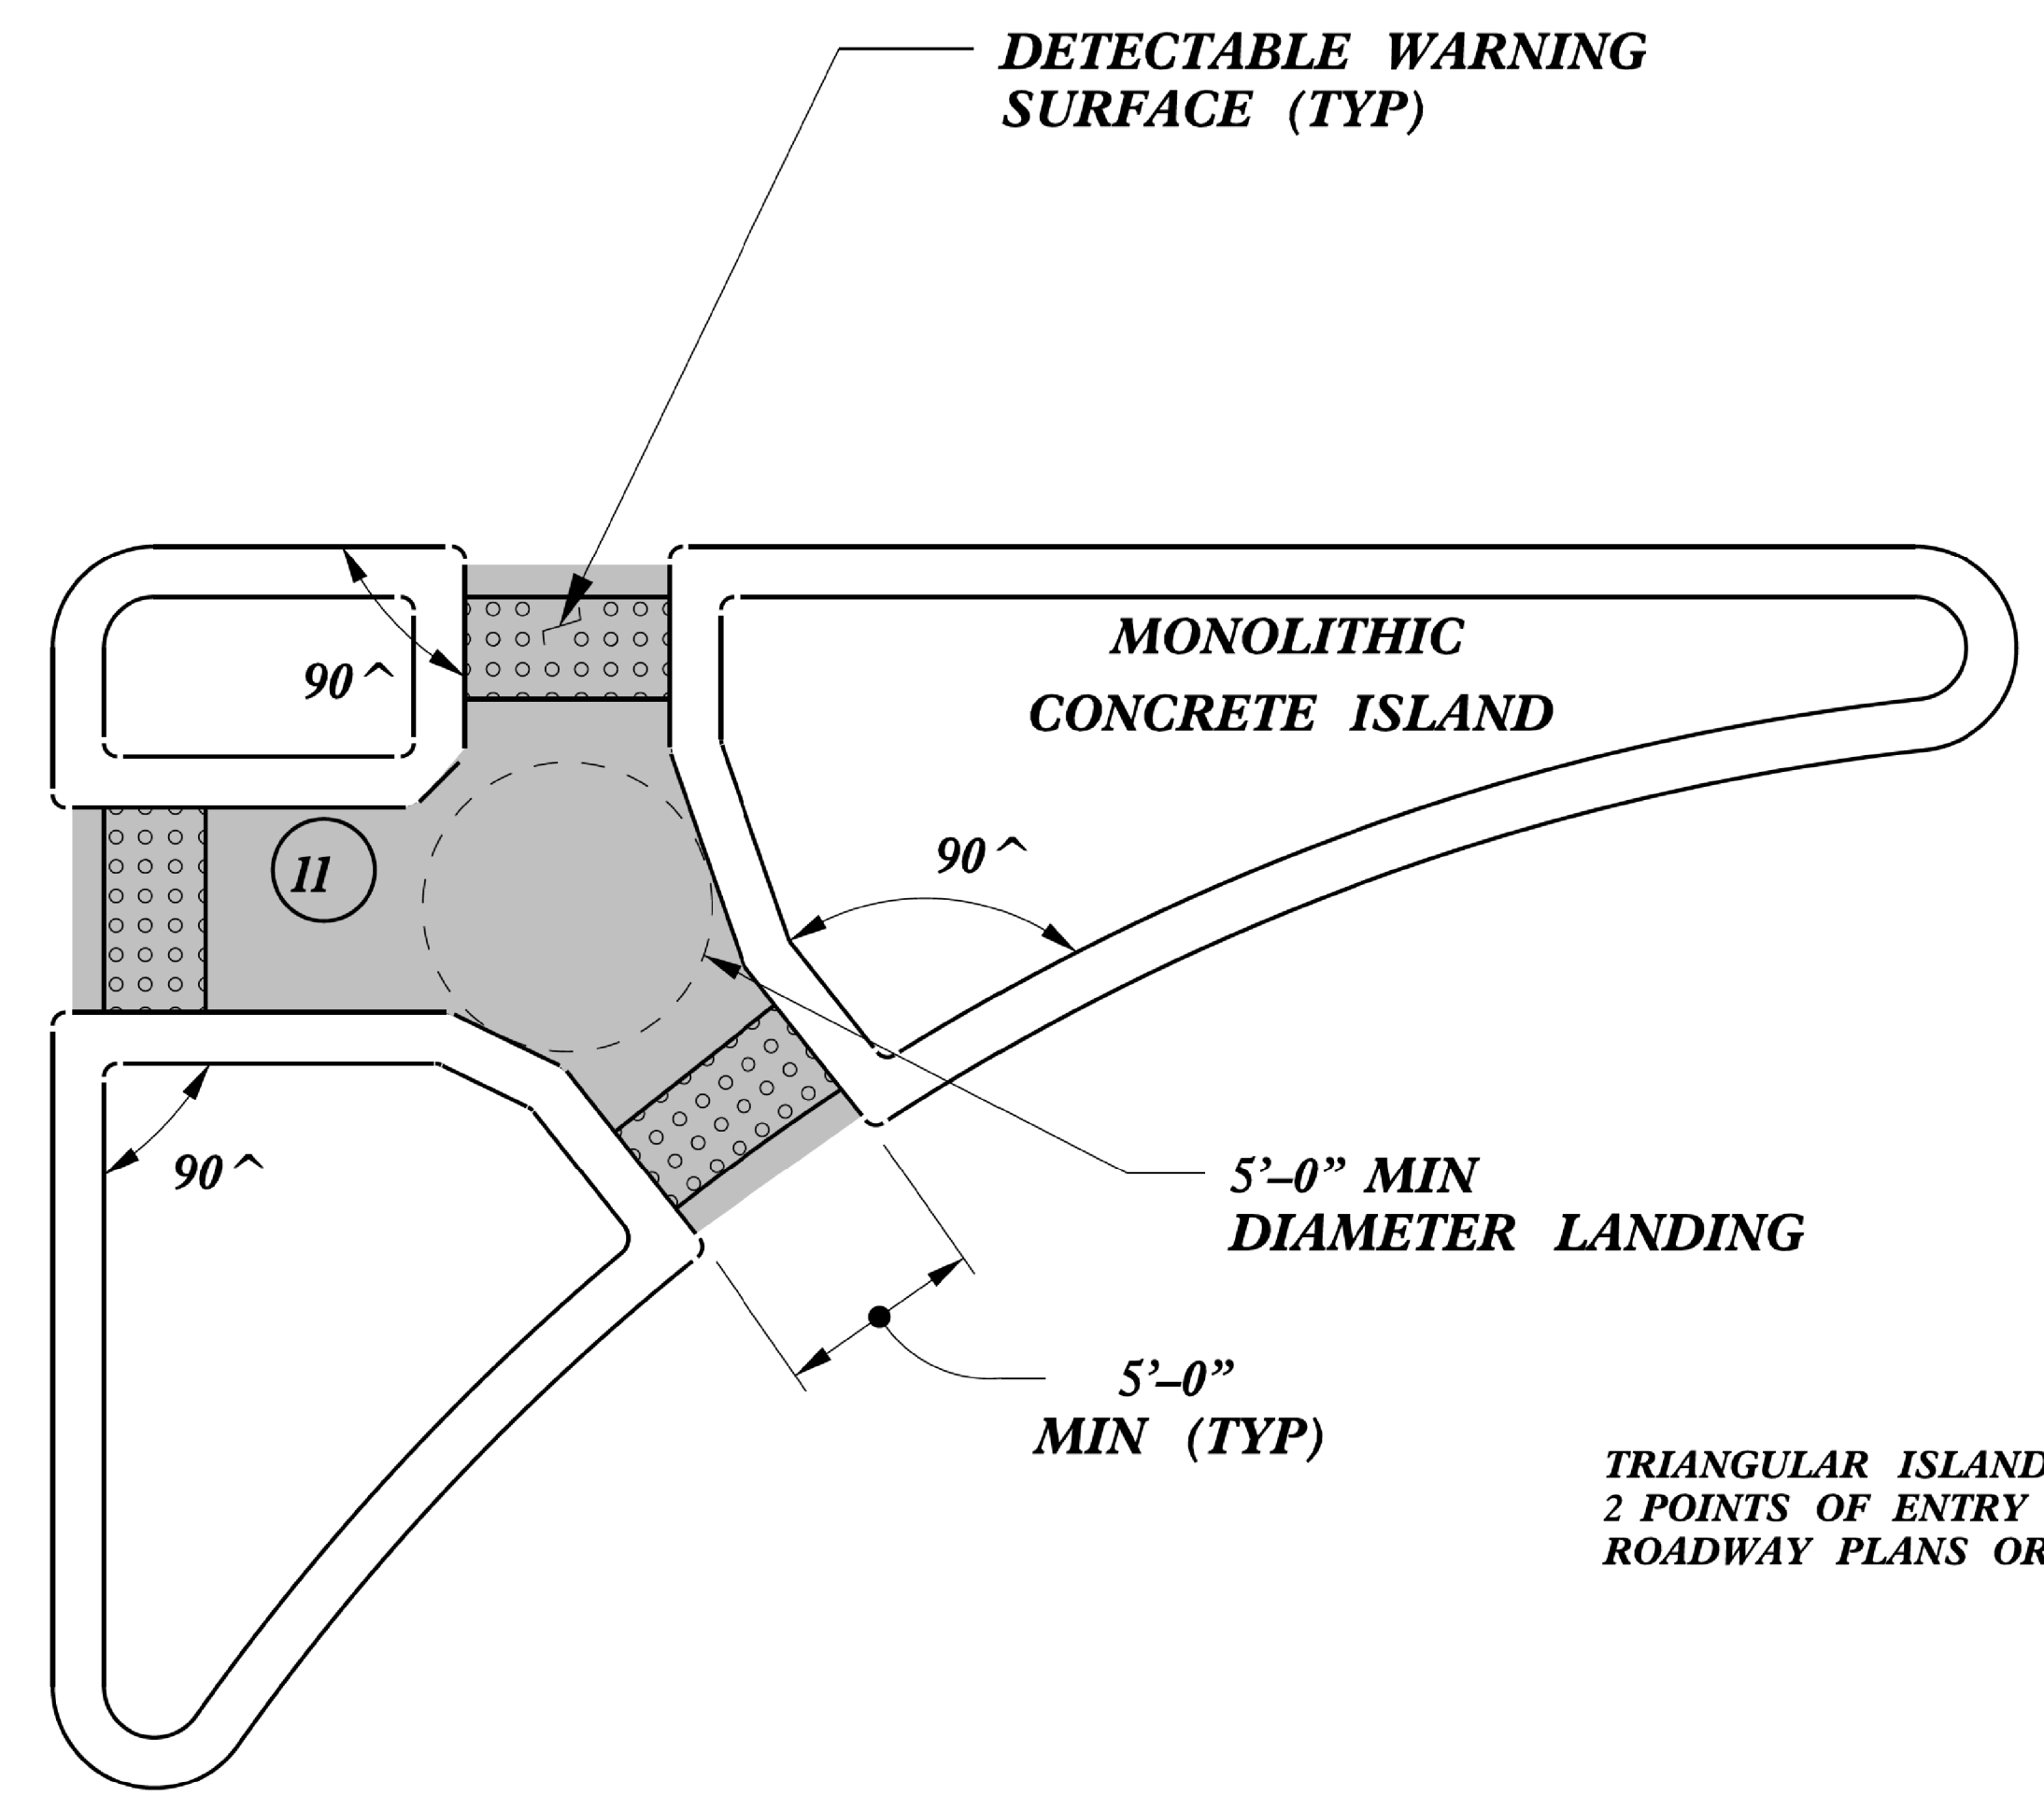 DETECTABLE WARNING
SURFACE (TYP)
MONOLITHIC
CONCRETE ISLAND
90^
11
90^
90^
5’–0” MIN
DIAMETER LANDING
5’–0”
MIN (TYP)
TRIANGULAR ISLAND
2 POINTS OF ENTRY
ROADWAY PLANS OR